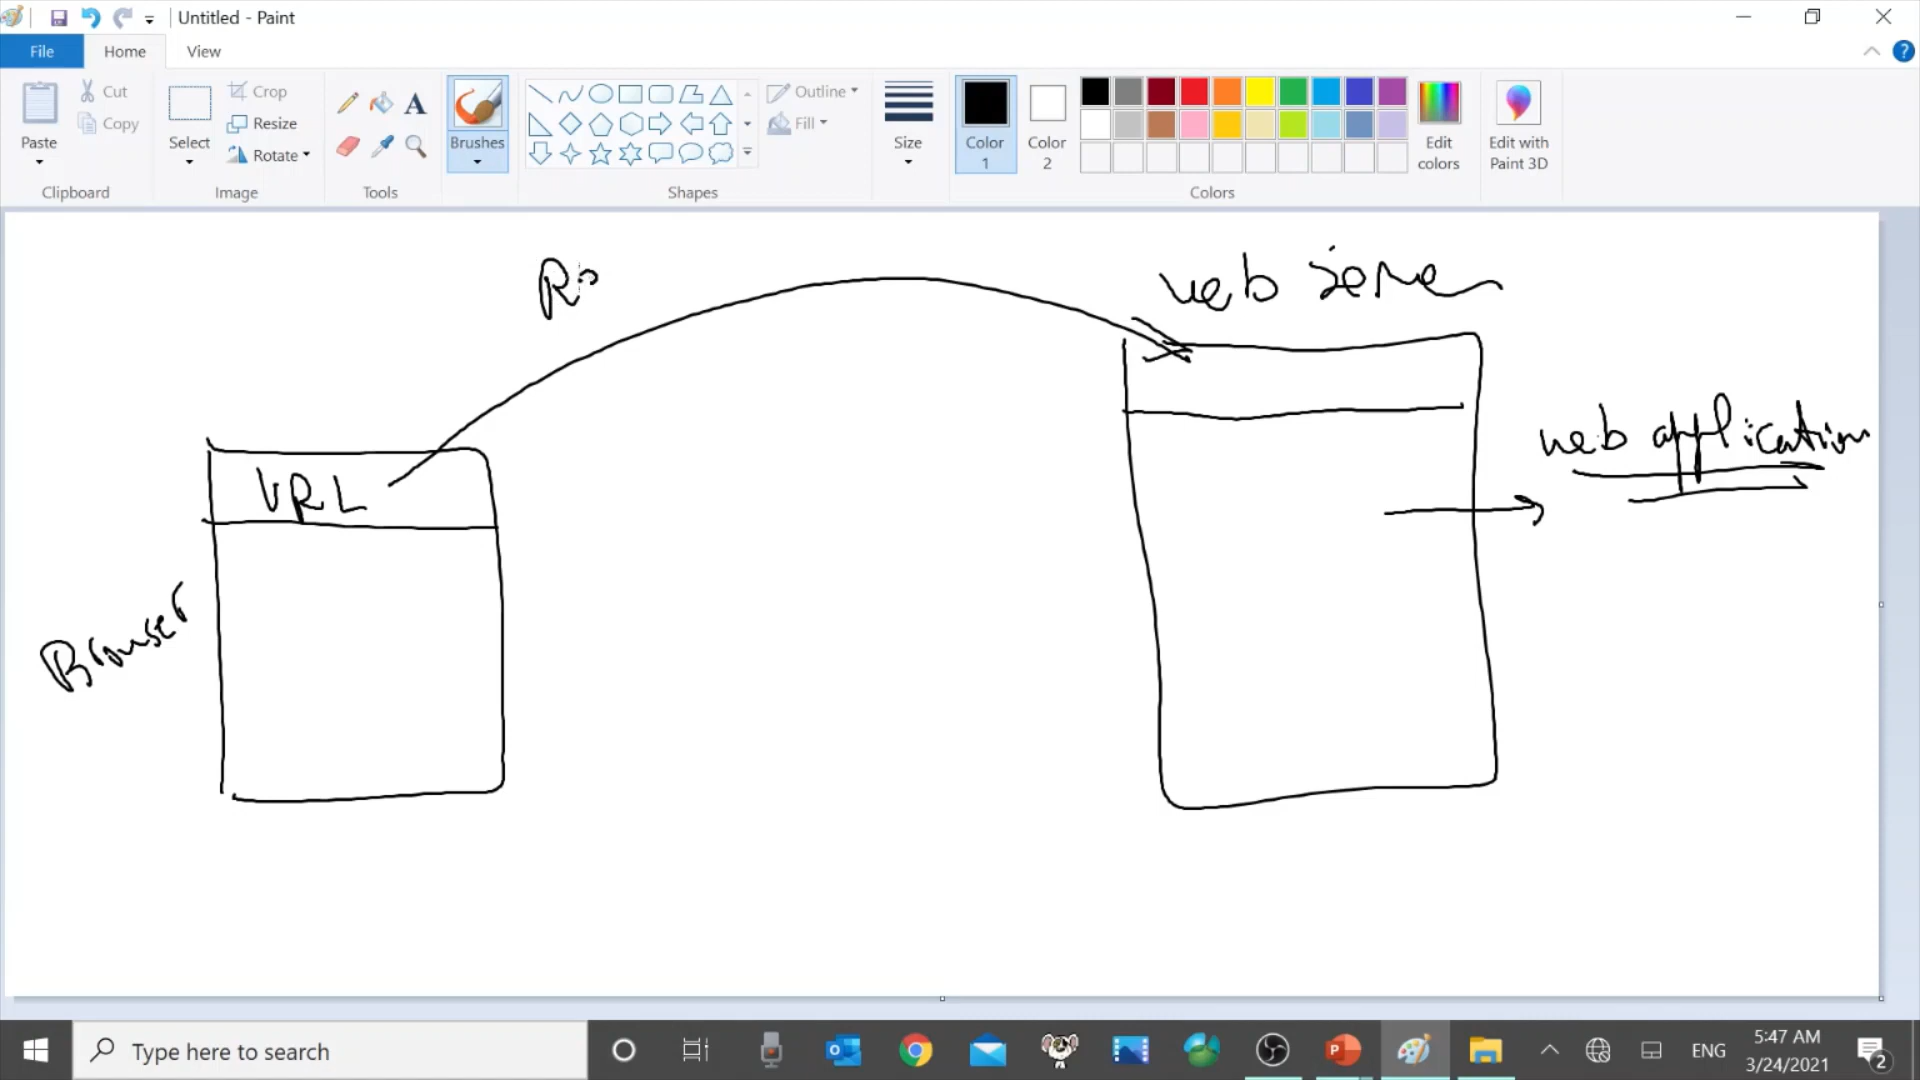 Untitled - Paint
File Home View
Cut
Copy
Paste
Clipboard
Crop
Resize
Rotate
Select
Image
Tools
Brushes
Shapes
Outline
Fill
Size
Color 1
Color 2
Colors
Edit colors
Edit with Paint 3D
web server
web application
URL
Browser
Type here to search
ENG
5:47 AM
3/24/2021
2